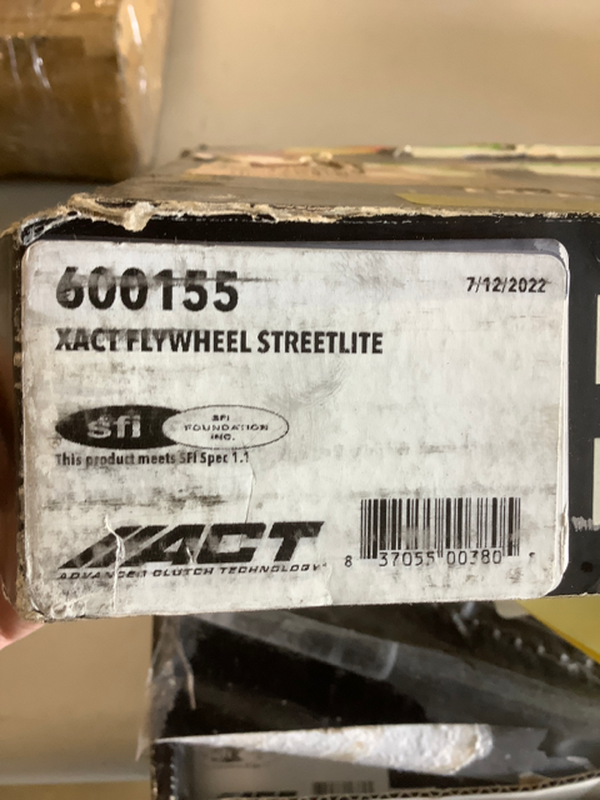 600155
7/12/2022
XACT FLYWHEEL STREETLITE
sfi
SFI
FOUNDATION
INC.
This product meets SFI Spec 1.1
ACT
ADVANCED CLUTCH TECHNOLOGY
8 37055 00380